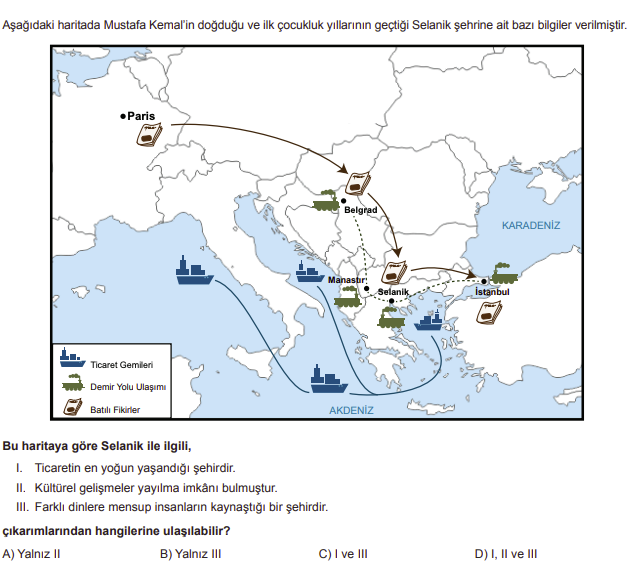 Aşağıdaki haritada Mustafa Kemal'in doğduğu ve ilk çocukluk yıllarının geçtiği Selanik şehrine ait bazı bilgiler verilmiştir.
Paris
Belgrad
KARADENİZ
Manastır
Selanik
İstanbul
Ticaret Gemileri
Demir Yolu Ulaşımı
Batılı Fikirler
AKDENİZ
Bu haritaya göre Selanik ile ilgili,
I. Ticaretin en yoğun yaşandığı şehirdir.
II. Kültürel gelişmeler yayılma imkânı bulmuştur.
III. Farklı dinlere mensup insanların kaynaştığı bir şehirdir.
çıkarımlarından hangilerine ulaşılabilir?
A) Yalnız II B) Yalnız III C) I ve III D) I, II ve III